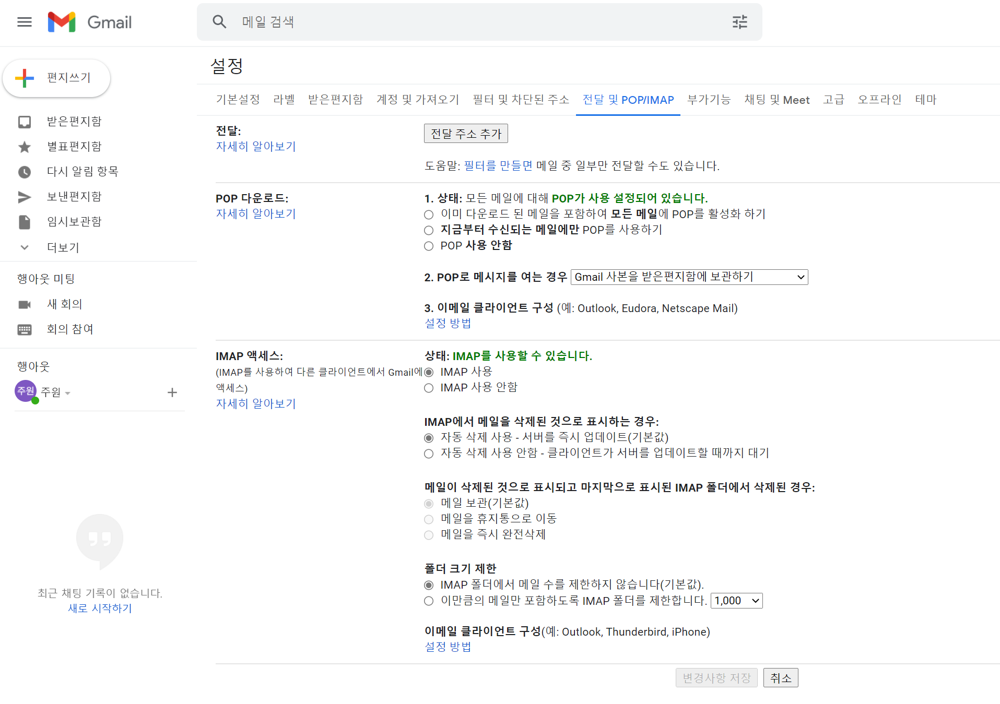 Gmail
메일 검색
편지쓰기
받은편지함
별표편지함
다시 알림 항목
보낸편지함
임시보관함
더보기
행아웃 미팅
새 회의
회의 참여
행아웃
주원 주원
최근 채팅 기록이 없습니다.
새로 시작하기
설정
기본설정 라벨 받은편지함 계정 및 가져오기 필터 및 차단된 주소 전달 및 POP/IMAP 부가기능 채팅 및 Meet 고급 오프라인 테마
전달:
자세히 알아보기
전달 주소 추가
도움말: 필터를 만들면 메일 중 일부만 전달할 수도 있습니다.
POP 다운로드:
자세히 알아보기
1. 상태: 모든 메일에 대해 POP가 사용 설정되어 있습니다.
이미 다운로드 된 메일을 포함하여 모든 메일에 POP를 활성화 하기
지금부터 수신되는 메일에만 POP를 사용하기
POP 사용 안함
2. POP로 메시지를 여는 경우 Gmail 사본을 받은편지함에 보관하기
3. 이메일 클라이언트 구성 (예: Outlook, Eudora, Netscape Mail)
설정 방법
IMAP 액세스:
(IMAP를 사용하여 다른 클라이언트에서 Gmail에
액세스)
자세히 알아보기
상태: IMAP를 사용할 수 있습니다.
IMAP 사용
IMAP 사용 안함
IMAP에서 메일을 삭제된 것으로 표시하는 경우:
자동 삭제 사용 - 서버를 즉시 업데이트(기본값)
자동 삭제 사용 안함 - 클라이언트가 서버를 업데이트할 때까지 대기
메일이 삭제된 것으로 표시되고 마지막으로 표시된 IMAP 폴더에서 삭제된 경우:
메일 보관(기본값)
메일을 휴지통으로 이동
메일을 즉시 완전삭제
폴더 크기 제한
IMAP 폴더에서 메일 수를 제한하지 않습니다(기본값).
이만큼의 메일만 포함하도록 IMAP 폴더를 제한합니다. 1,000
이메일 클라이언트 구성(예: Outlook, Thunderbird, iPhone)
설정 방법
변경사항 저장 취소